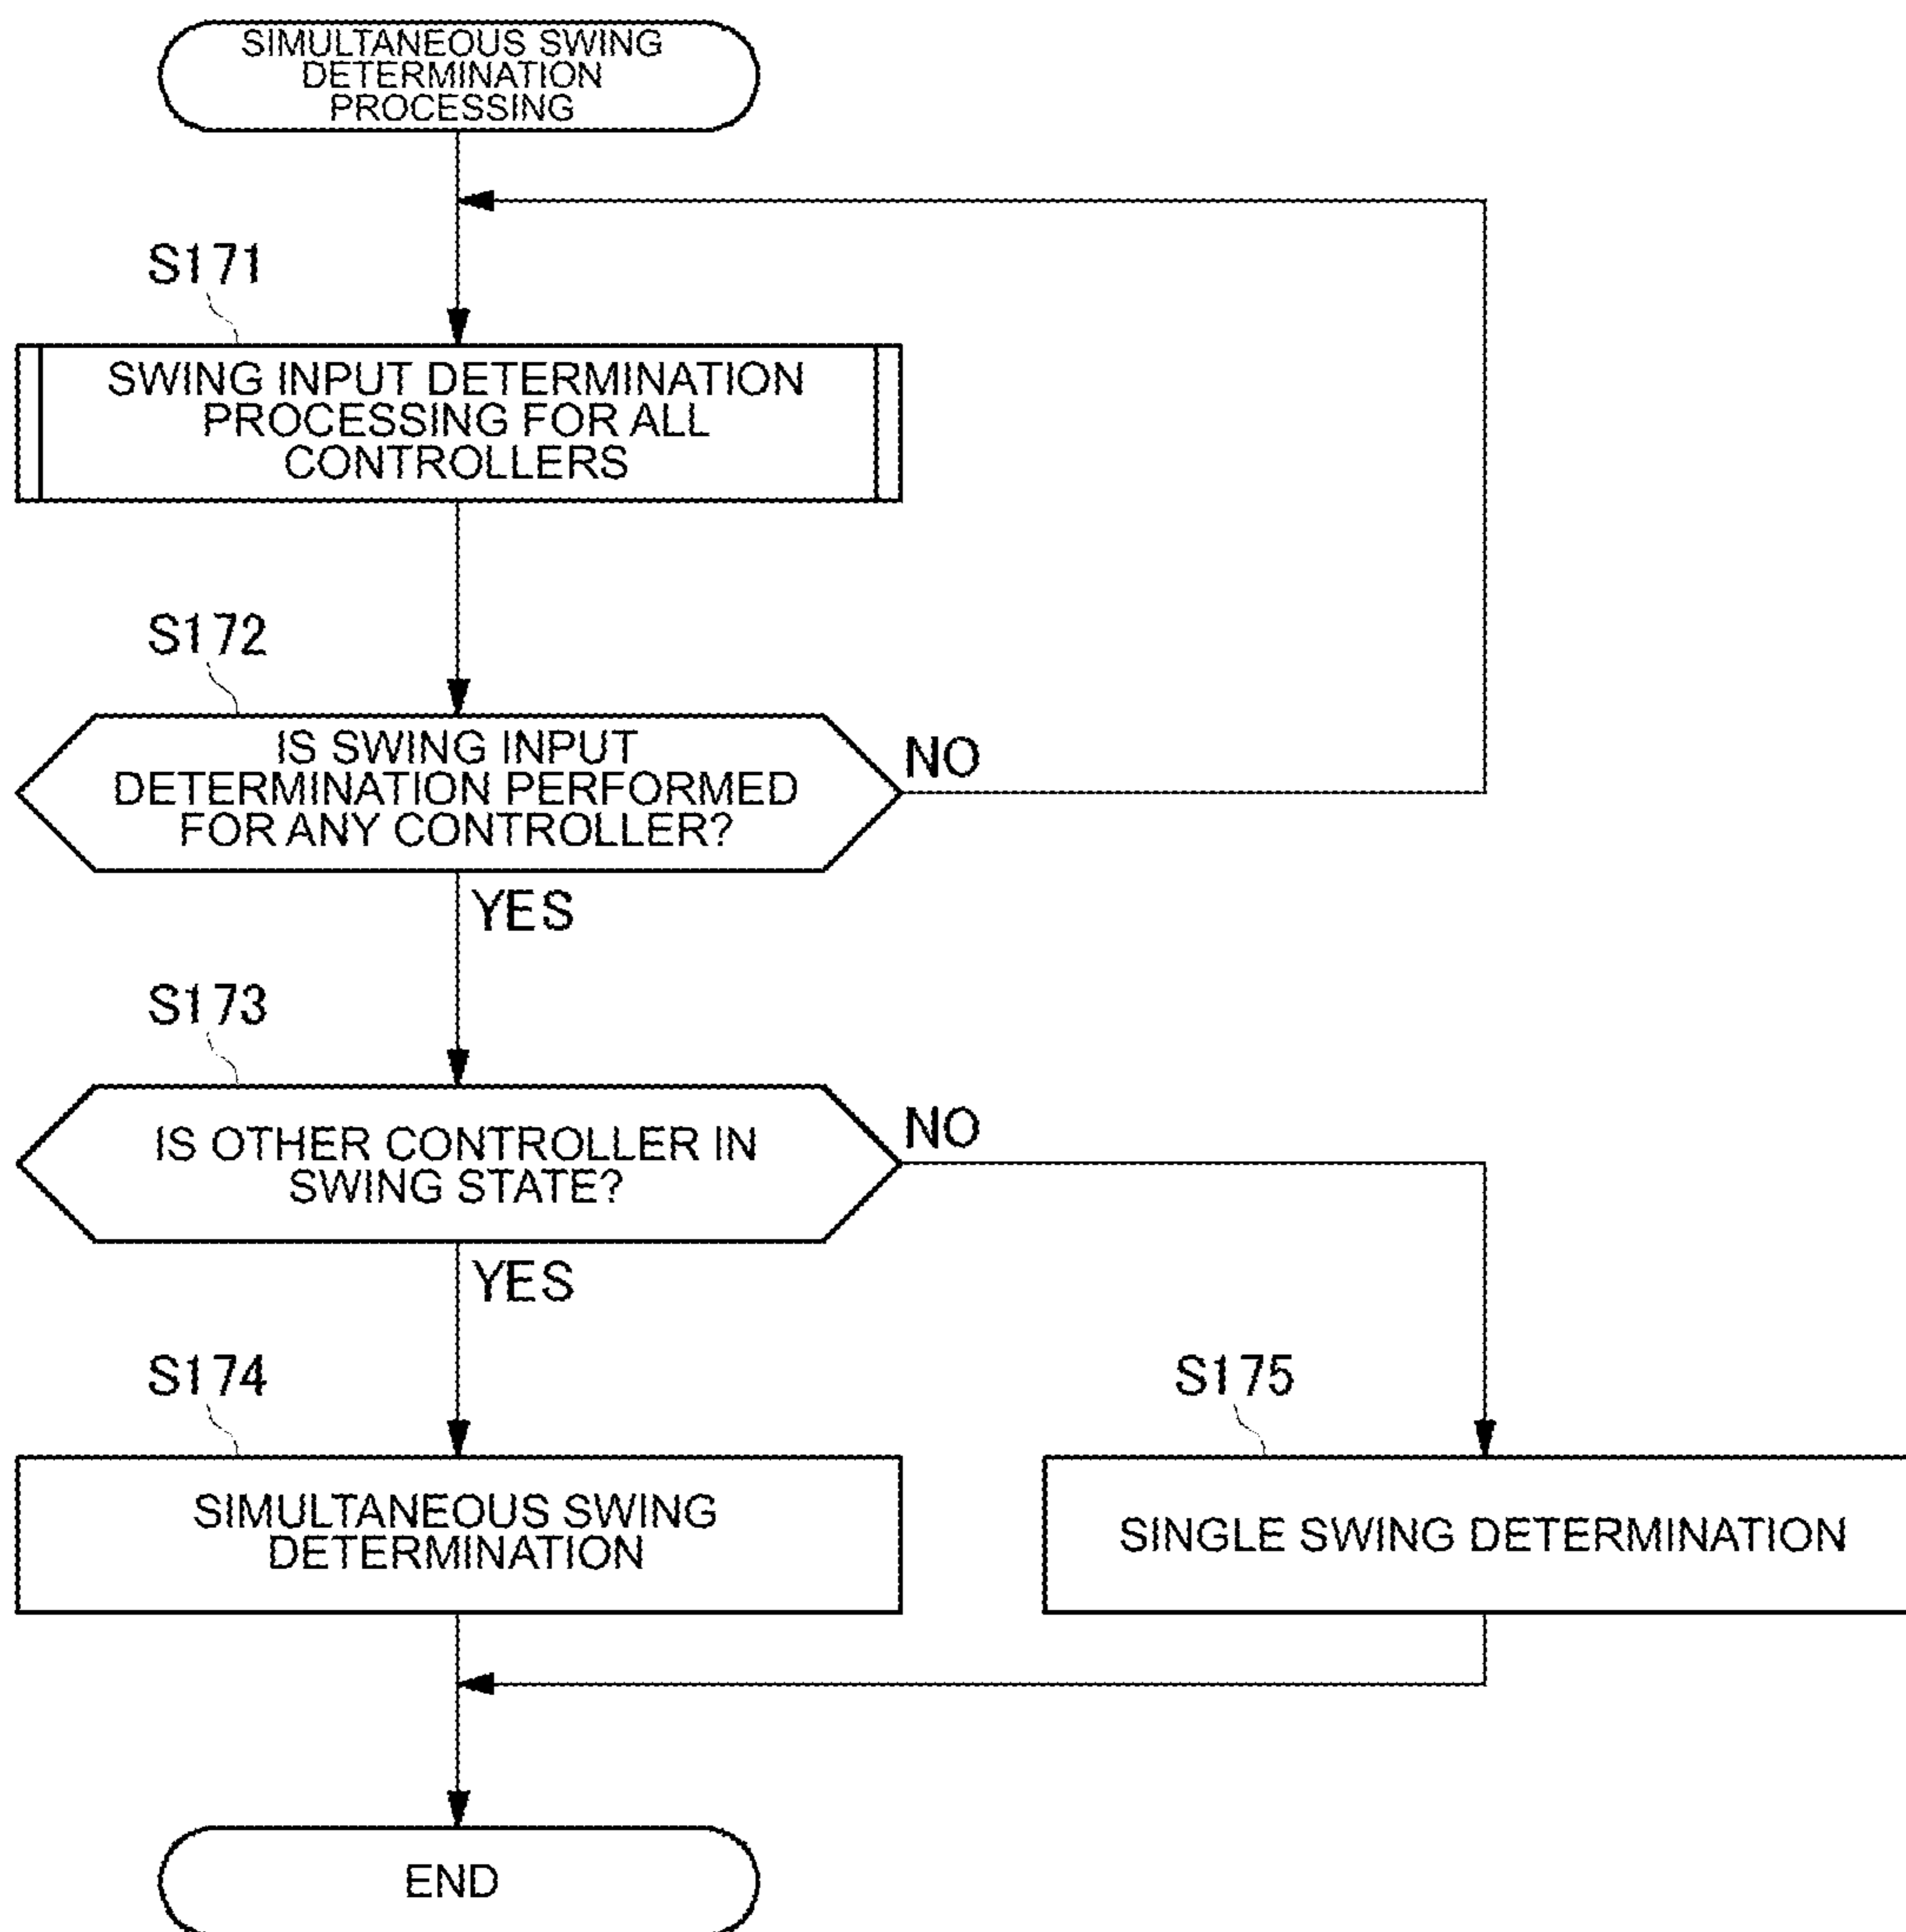 SIMULTANEOUS SWING
DETERMINATION
PROCESSING
S171
SWING INPUT DETERMINATION
PROCESSING FOR ALL
CONTROLLERS
S172
IS SWING INPUT
DETERMINATION PERFORMED
FOR ANY CONTROLLER?
NO
YES
S173
IS OTHER CONTROLLER IN
SWING STATE?
NO
YES
S174
SIMULTANEOUS SWING
DETERMINATION
S175
SINGLE SWING DETERMINATION
END